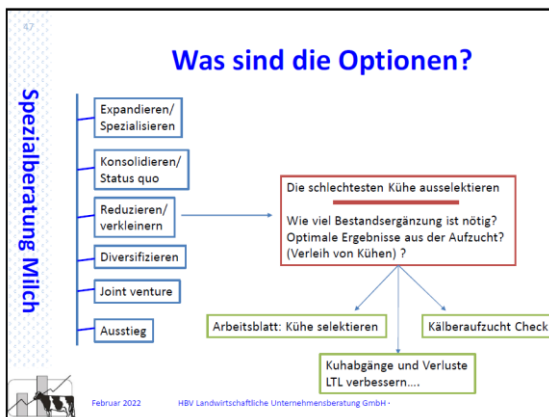 47
Was sind die Optionen?
Spezialberatung Milch
Expandieren/
Spezialisieren
Konsolidieren/
Status quo
Reduzieren/
verkleinern
Diversifizieren
Joint venture
Ausstieg
Die schlechtesten Kühe ausselektieren
Wie viel Bestandsergänzung ist nötig?
Optimale Ergebnisse aus der Aufzucht?
(Verleih von Kühen) ?
Arbeitsblatt: Kühe selektieren
Kälberaufzucht Check
Kuhabgänge und Verluste
LTL verbessern....
Februar 2022
HBV Landwirtschaftliche Unternehmensberatung GmbH -